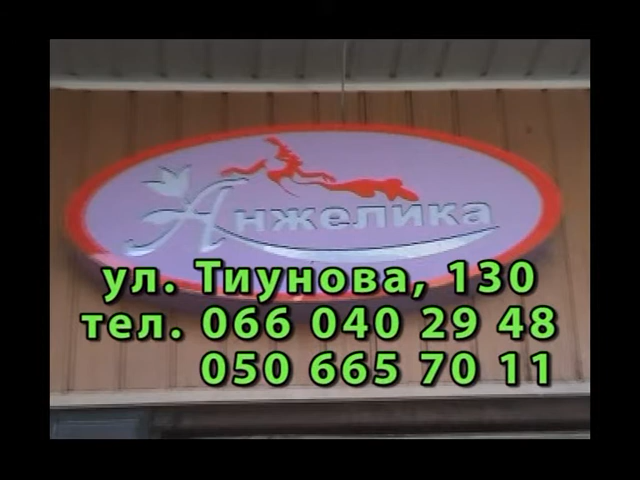 Анжелика
ул. Тиунова, 130
тел. 066 040 29 48
050 665 70 11